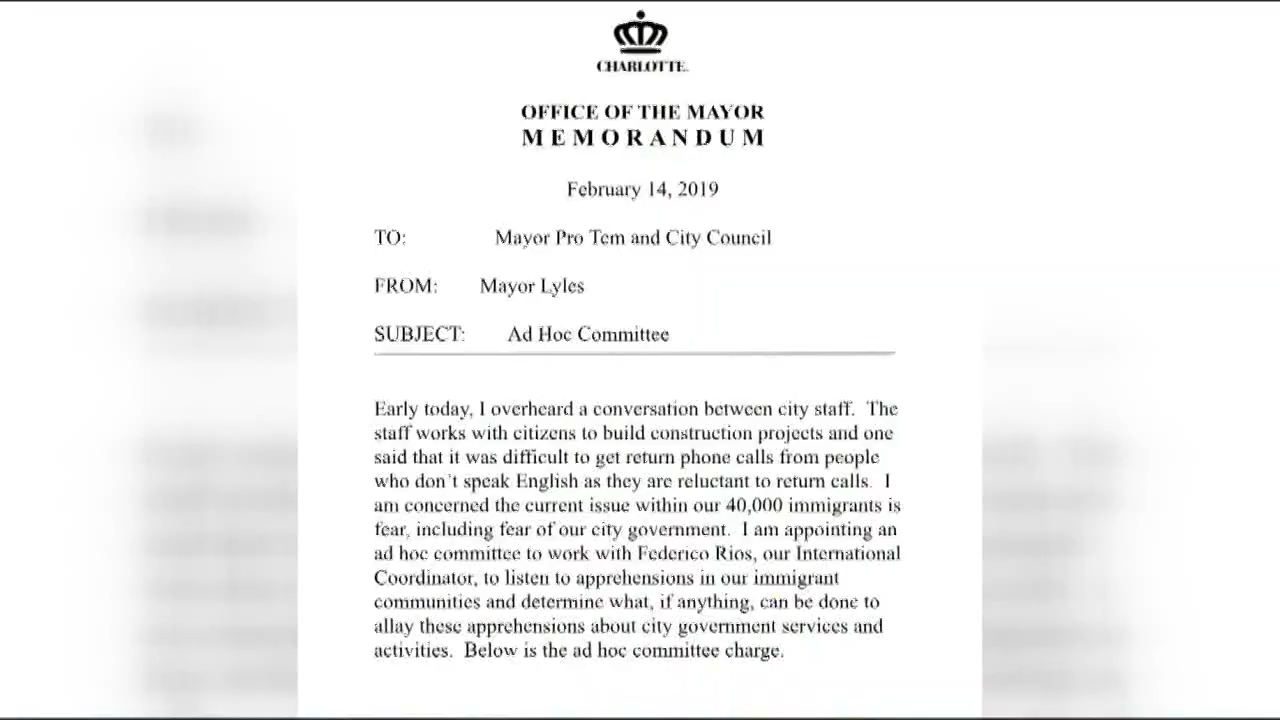 CHARLOTTE.
OFFICE OF THE MAYOR
MEMORANDUM
February 14, 2019
TO: Mayor Pro Tem and City Council
FROM: Mayor Lyles
SUBJECT: Ad Hoc Committee
Early today, I overheard a conversation between city staff. The
staff works with citizens to build construction projects and one
said that it was difficult to get return phone calls from people
who don't speak English as they are reluctant to return calls. I
am concerned the current issue within our 40,000 immigrants is
fear, including fear of our city government. I am appointing an
ad hoc committee to work with Federico Rios, our International
Coordinator, to listen to apprehensions in our immigrant
communities and determine what, if anything, can be done to
allay these apprehensions about city government services and
activities. Below is the ad hoc committee charge.